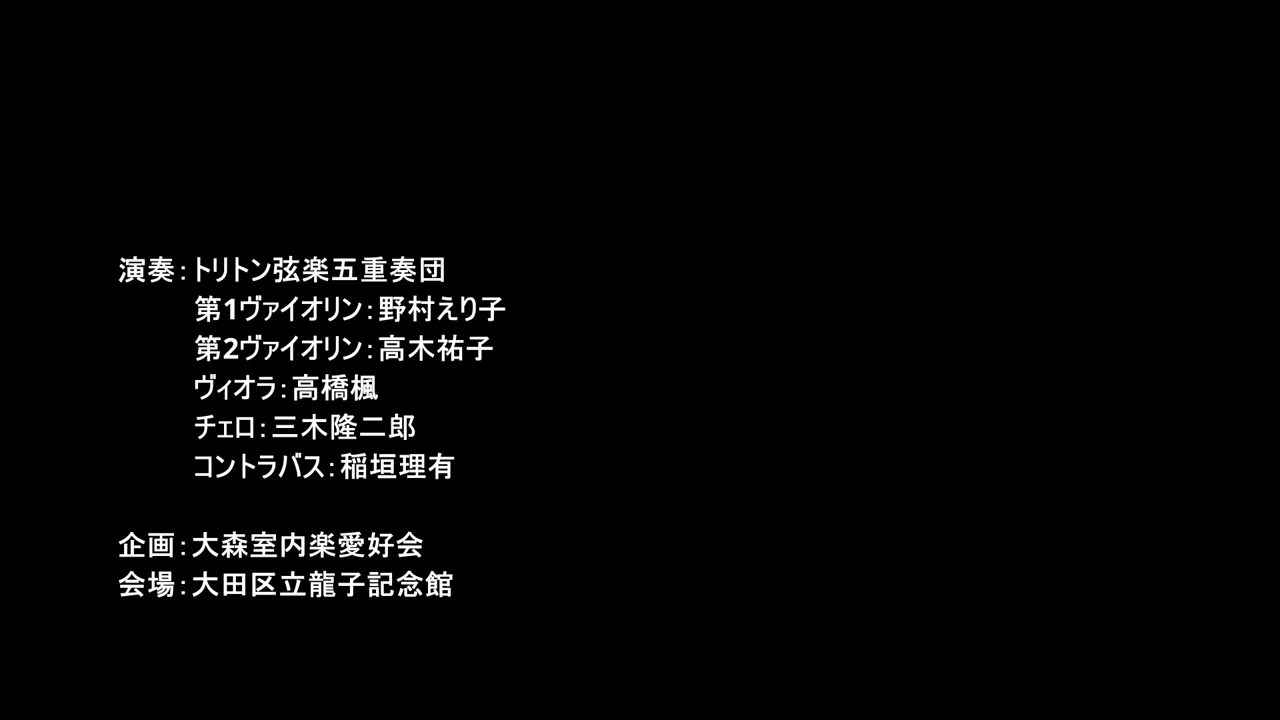 演奏：トリトン弦楽五重奏団
第1ヴァイオリン：野村えり子
第2ヴァイオリン：高木祐子
ヴィオラ：高橋楓
チェロ：三木隆二郎
コントラバス：稲垣理有
企画：大森室内楽愛好会
会場：大田区立龍子記念館